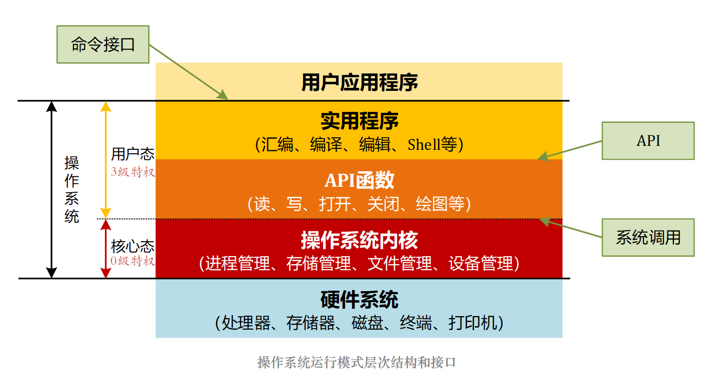 命令接口
用户应用程序
实用程序
（汇编、编译、编辑、Shell等）
用户态
3级特权
API
操作系统
API函数
（读、写、打开、关闭、绘图等）
系统调用
核心态
0级特权
操作系统内核
（进程管理、存储管理、文件管理、设备管理）
硬件系统
（处理器、存储器、磁盘、终端、打印机）
操作系统运行模式层次结构和接口